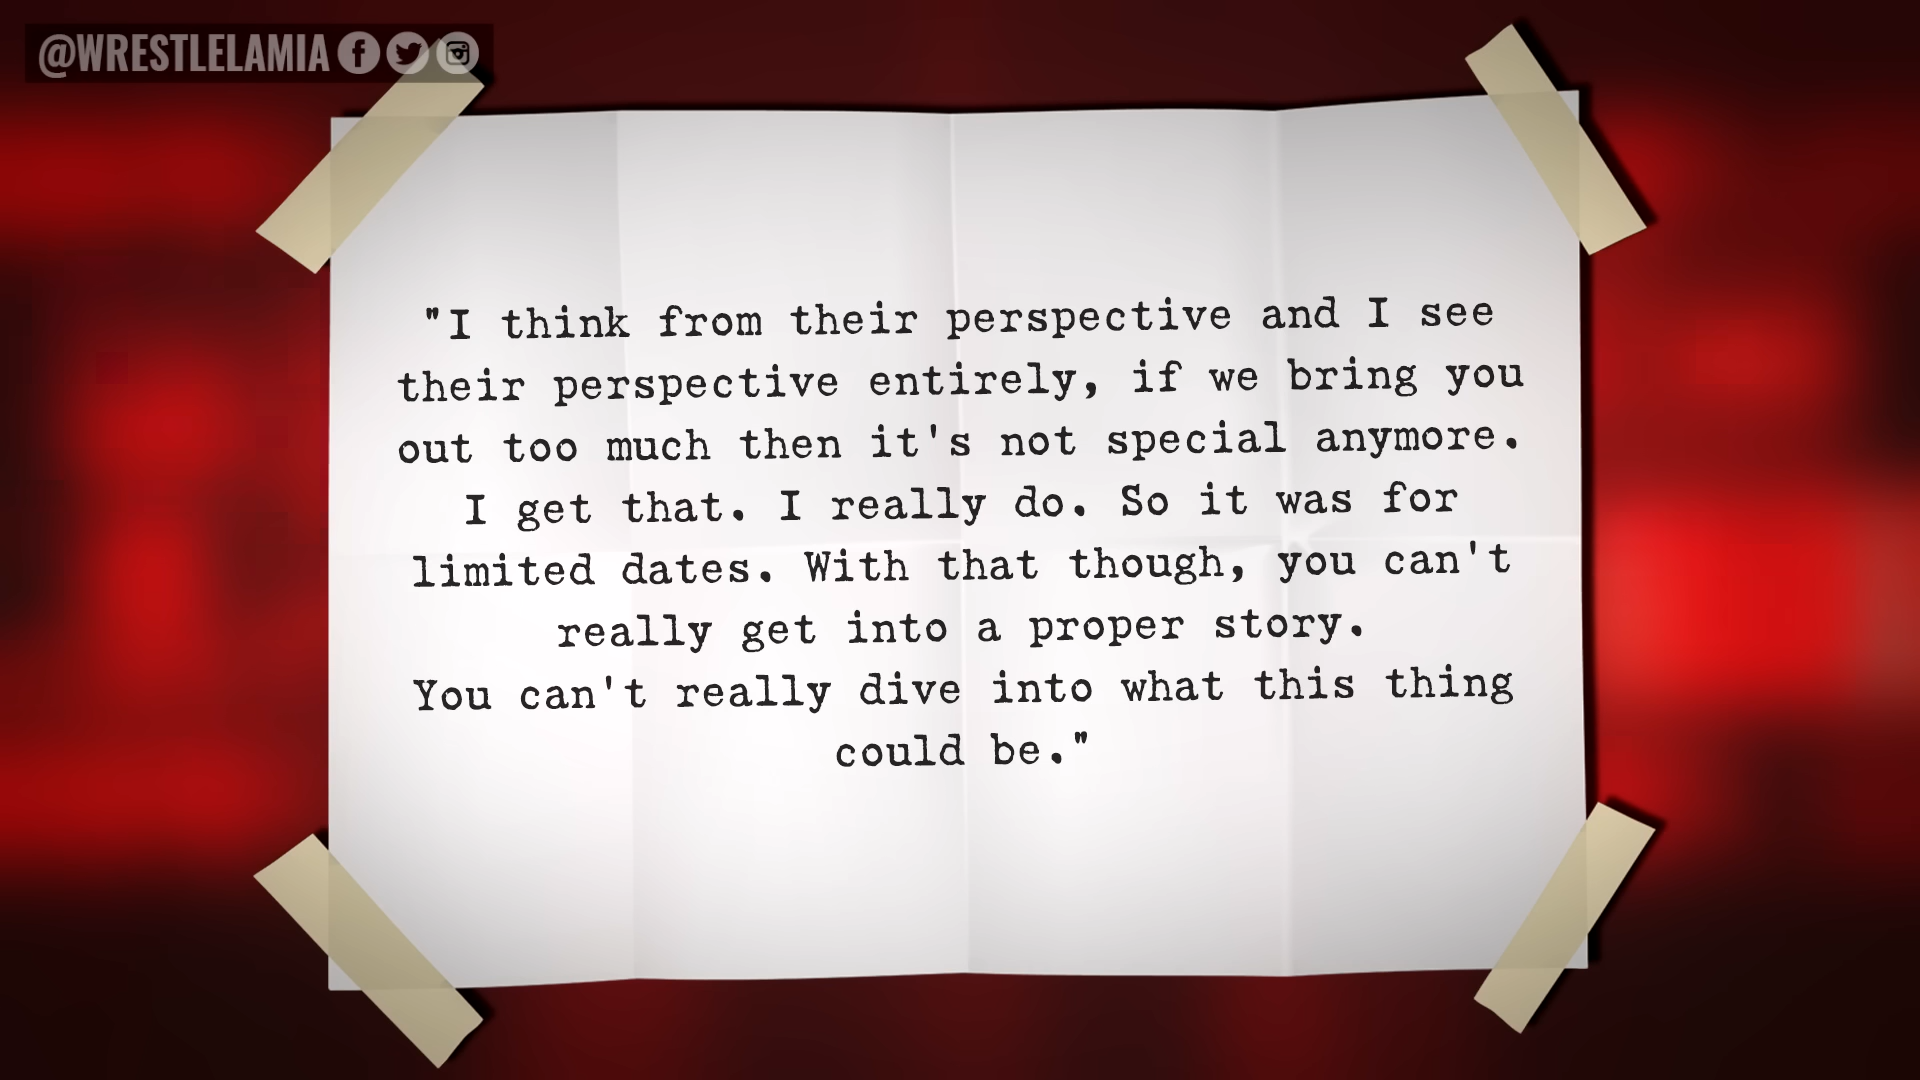 @WRESTLELAMIA
"I think from their perspective and I see
their perspective entirely, if we bring you
out too much then it's not special anymore.
I get that. I really do. So it was for
limited dates. With that though, you can't
really get into a proper story.
You can't really dive into what this thing
could be."